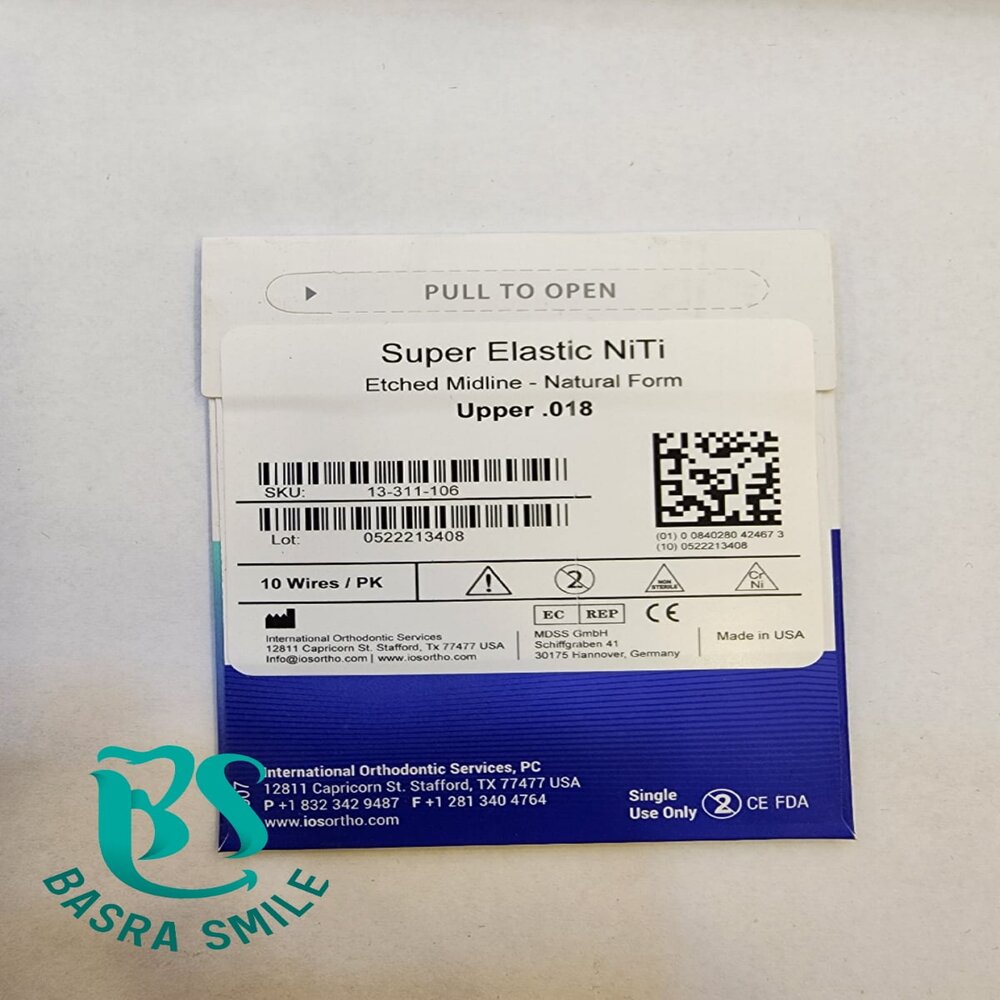 PULL TO OPEN
Super Elastic NiTi
Etched Midline - Natural Form
Upper .018
SKU: 13-311-106
Lot: 0522213408
(01) 0 0840280 42467 3
(10) 0522213408
10 Wires / PK
2
NON STERILE
Cr
Ni
International Orthodontic Services
12811 Capricorn St. Stafford, Tx 77477 USA
Info@iosortho.com | www.iosortho.com
EC REP
CE
MDSS GmbH
Schiffgraben 41
30175 Hannover, Germany
Made in USA
International Orthodontic Services, PC
12811 Capricorn St. Stafford, TX 77477 USA
P +1 832 342 9487 F +1 281 340 4764
www.iosortho.com
Single
Use Only
2
CE FDA
BS
BASRA SMILE